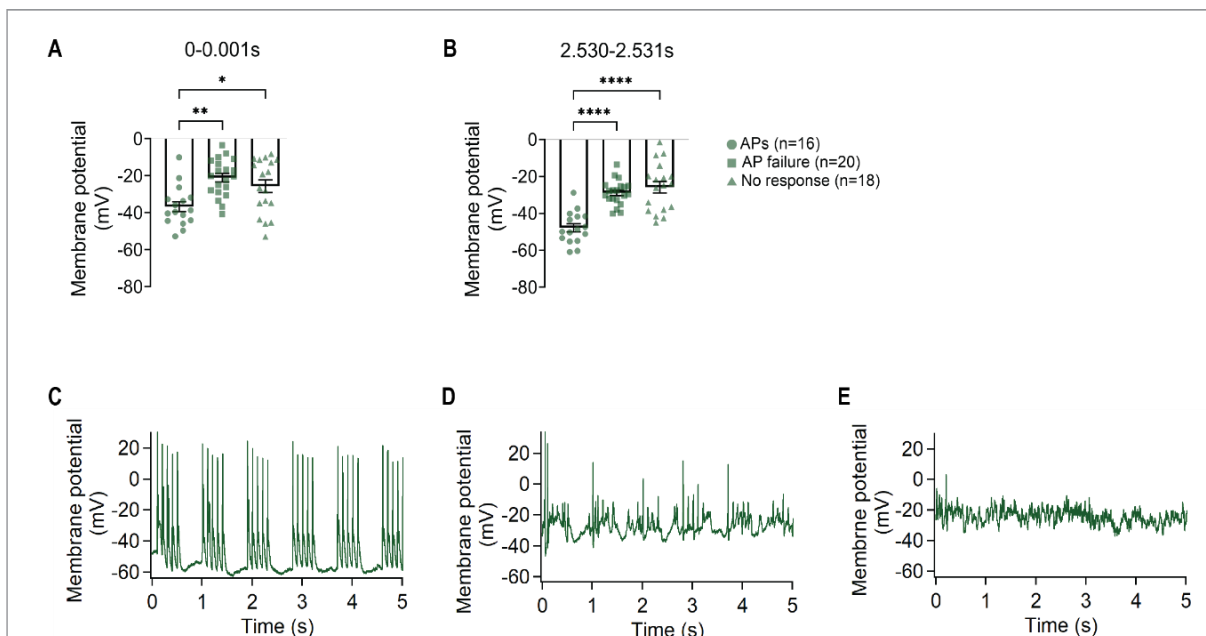 A
0-0.001s
*
**
0
-20
-40
-60
-80
Membrane potential
(mV)
B
2.530-2.531s
****
****
0
-20
-40
-60
-80
Membrane potential
(mV)
APs (n=16)
AP failure (n=20)
No response (n=18)
C
20
0
-20
-40
-60
Membrane potential
(mV)
0 1 2 3 4 5
Time (s)
D
20
0
-20
-40
-60
Membrane potential
(mV)
0 1 2 3 4 5
Time (s)
E
20
0
-20
-40
-60
Membrane potential
(mV)
0 1 2 3 4 5
Time (s)